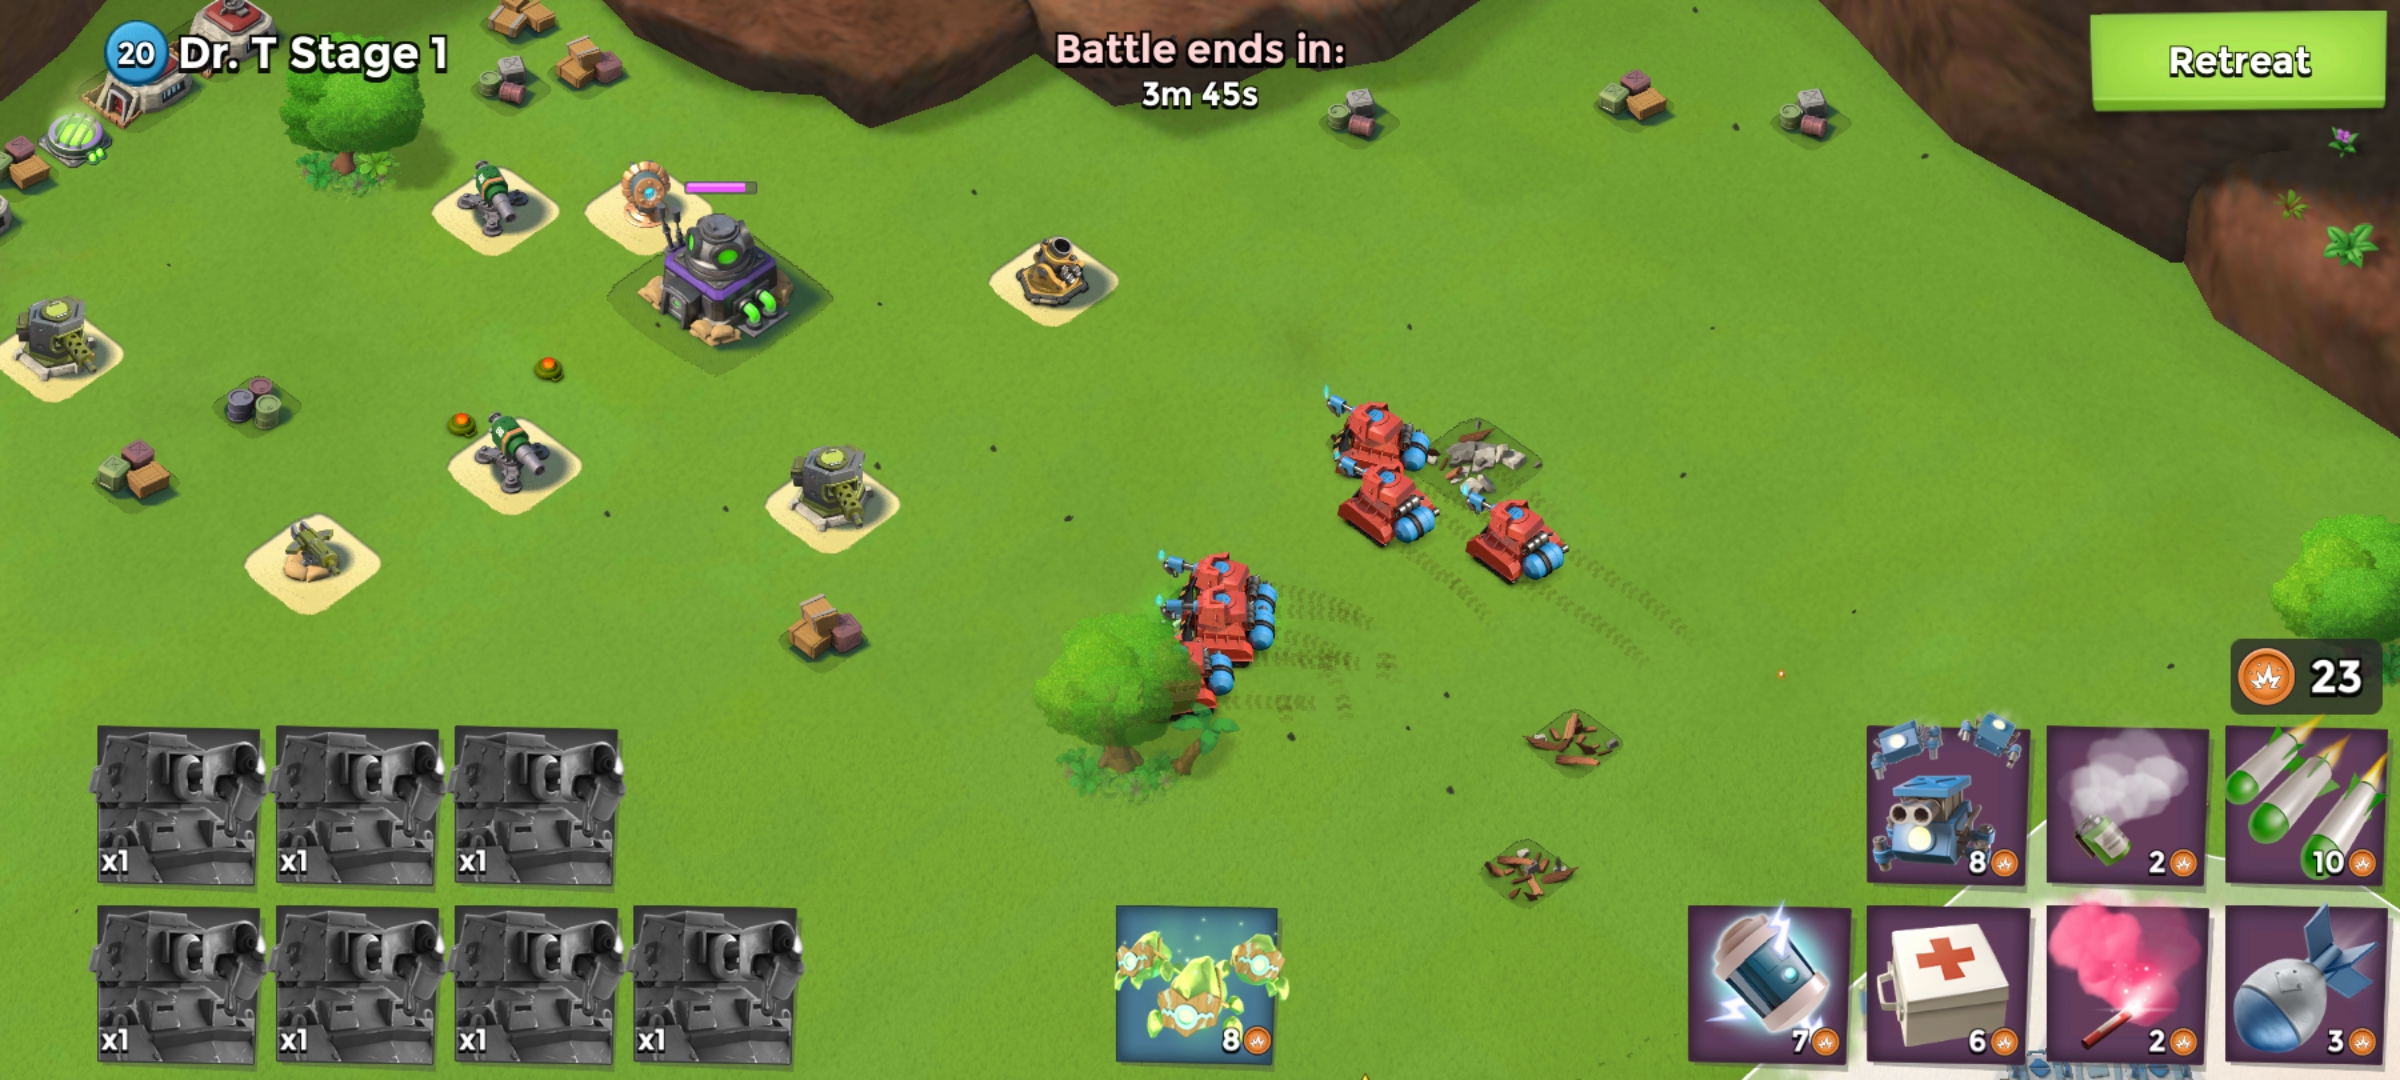 20 Dr. T Stage 1
Battle ends in:
3m 45s
Retreat
23
8
2
10
x1
x1
x1
x1
x1
x1
x1
8
7
6
2
3